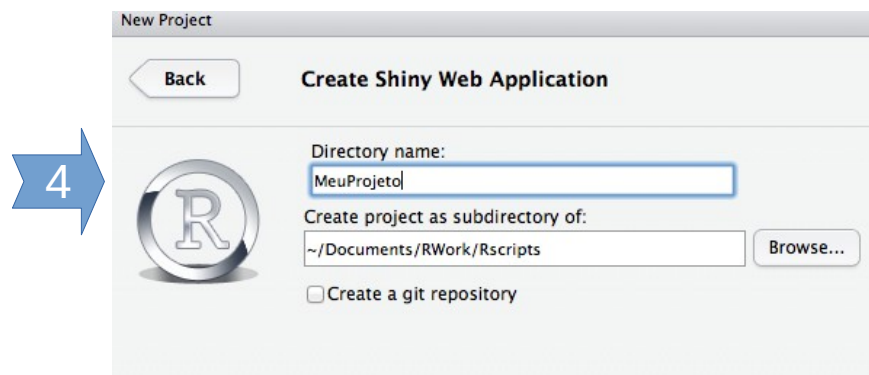 New Project
Back
Create Shiny Web Application
4
Directory name:
MeuProjeto
R
Create project as subdirectory of:
~/Documents/RWork/Rscripts
Browse...
Create a git repository